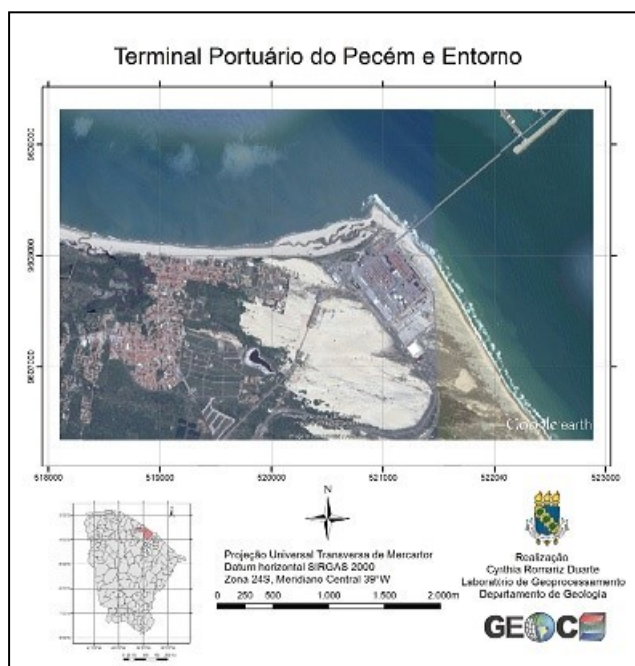 Terminal Portuário do Pecém e Entorno
518000
519000
520000
521000
522000
523000
Google earth
N
Projeção Universal Transversa de Mercartor
Datum horizontal SIRGAS 2000
Zona 24S, Meridiano Central 39°W
0 250 500 1.000 1.500 2.000m
Realização
Cynthia Romariz Duarte
Laboratório de Geoprocessamento
Departamento de Geologia
GEOCE